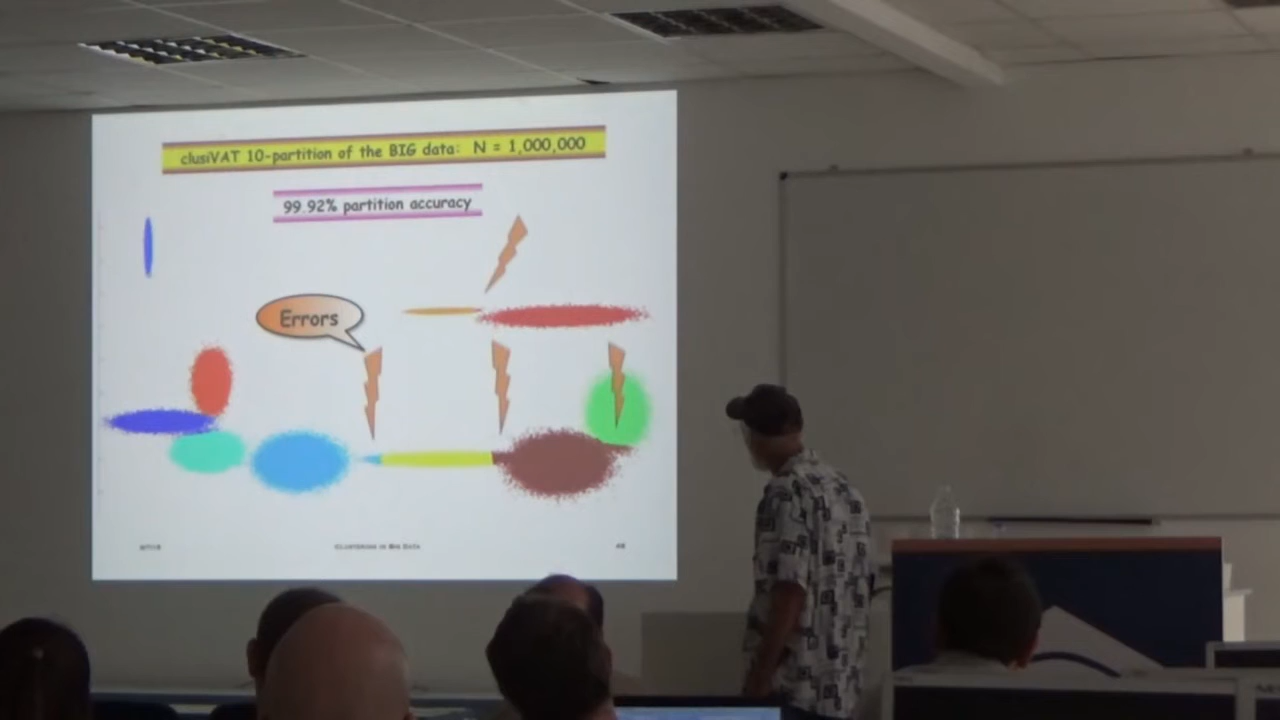 clusiVAT 10-partition of the BIG data: N = 1,000,000
99.92% partition accuracy
Errors
Clustering in Big Data